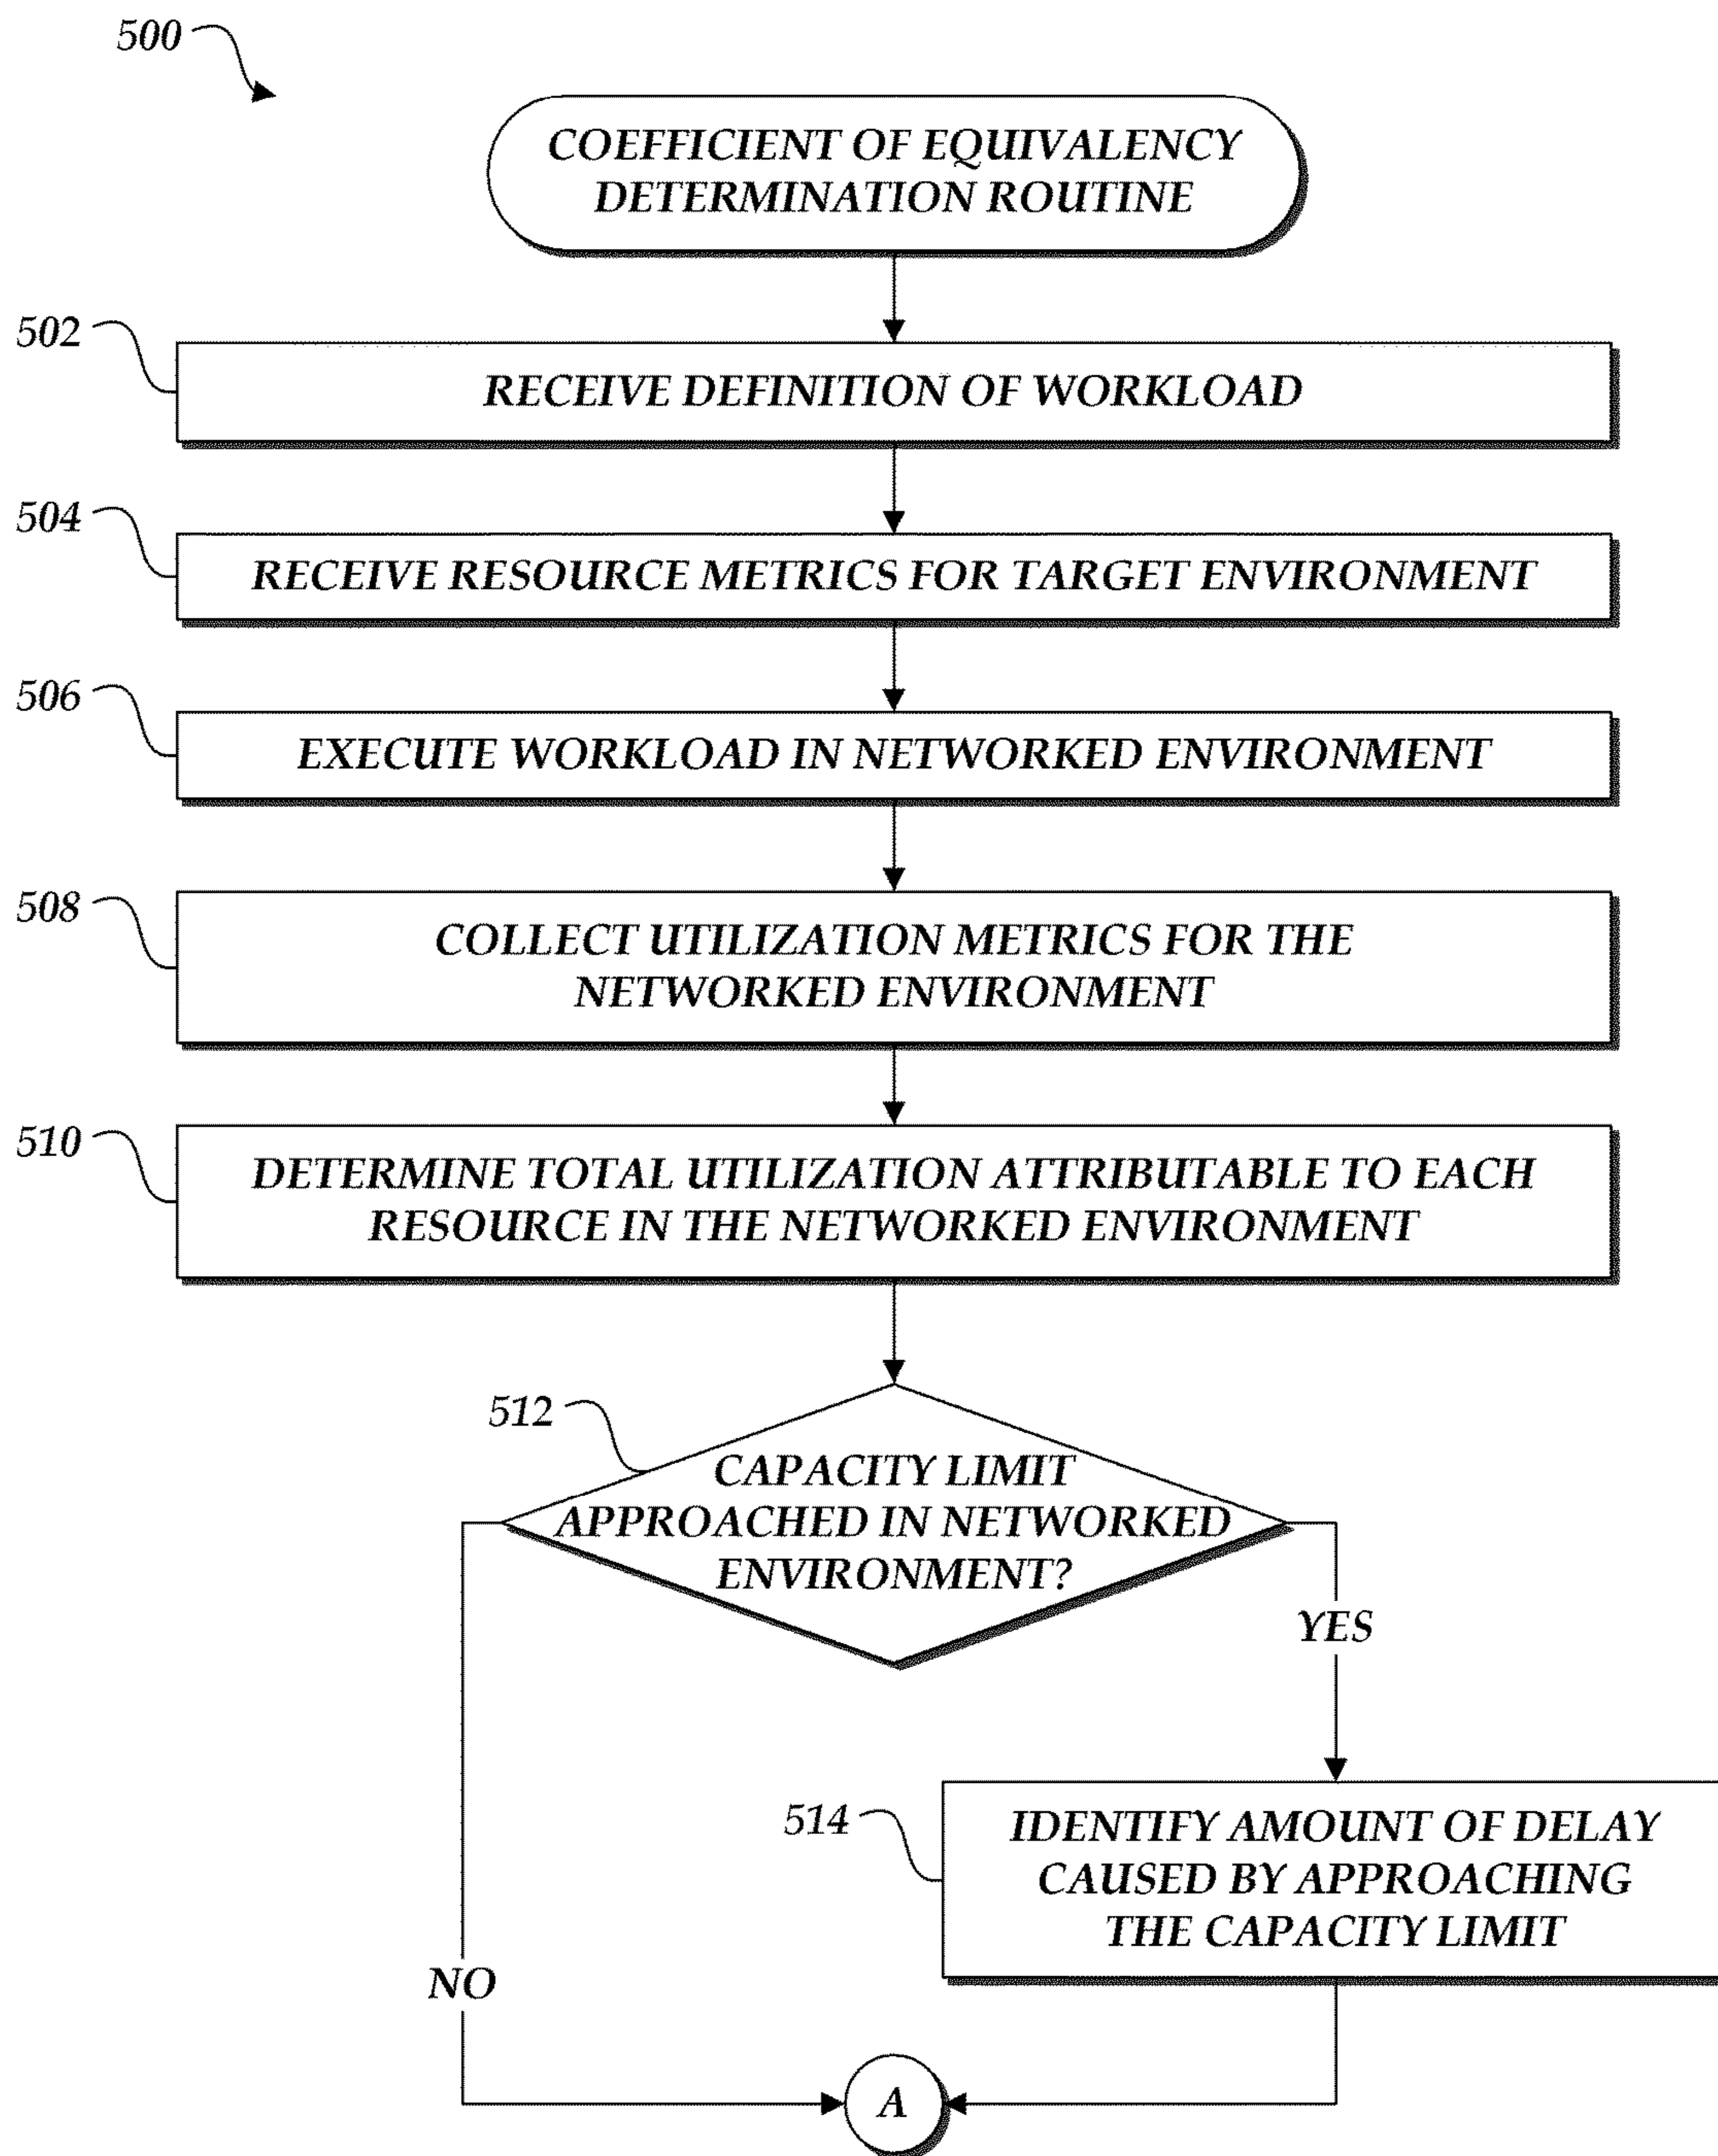 500
COEFFICIENT OF EQUIVALENCY
DETERMINATION ROUTINE
502
RECEIVE DEFINITION OF WORKLOAD
504
RECEIVE RESOURCE METRICS FOR TARGET ENVIRONMENT
506
EXECUTE WORKLOAD IN NETWORKED ENVIRONMENT
508
COLLECT UTILIZATION METRICS FOR THE
NETWORKED ENVIRONMENT
510
DETERMINE TOTAL UTILIZATION ATTRIBUTABLE TO EACH
RESOURCE IN THE NETWORKED ENVIRONMENT
512
CAPACITY LIMIT
APPROACHED IN NETWORKED
ENVIRONMENT?
YES
514
IDENTIFY AMOUNT OF DELAY
CAUSED BY APPROACHING
THE CAPACITY LIMIT
NO
A